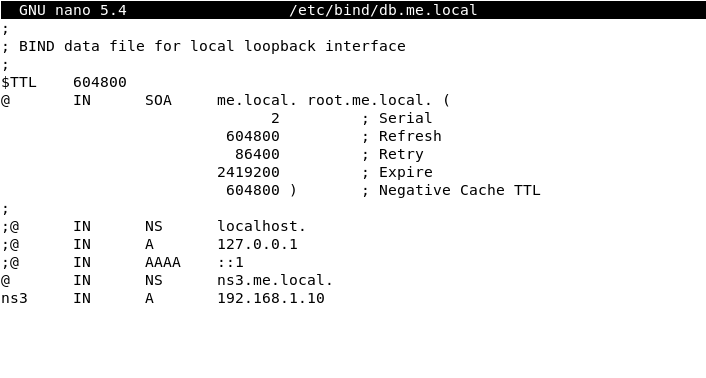 GNU nano 5.4                  /etc/bind/db.me.local
;
; BIND data file for local loopback interface
;
$TTL    604800
@       IN      SOA     me.local. root.me.local. (
                              2         ; Serial
                         604800         ; Refresh
                          86400         ; Retry
                        2419200         ; Expire
                         604800 )       ; Negative Cache TTL
;
;@      IN      NS      localhost.
;@      IN      A       127.0.0.1
;@      IN      AAAA    ::1
@       IN      NS      ns3.me.local.
ns3     IN      A       192.168.1.10